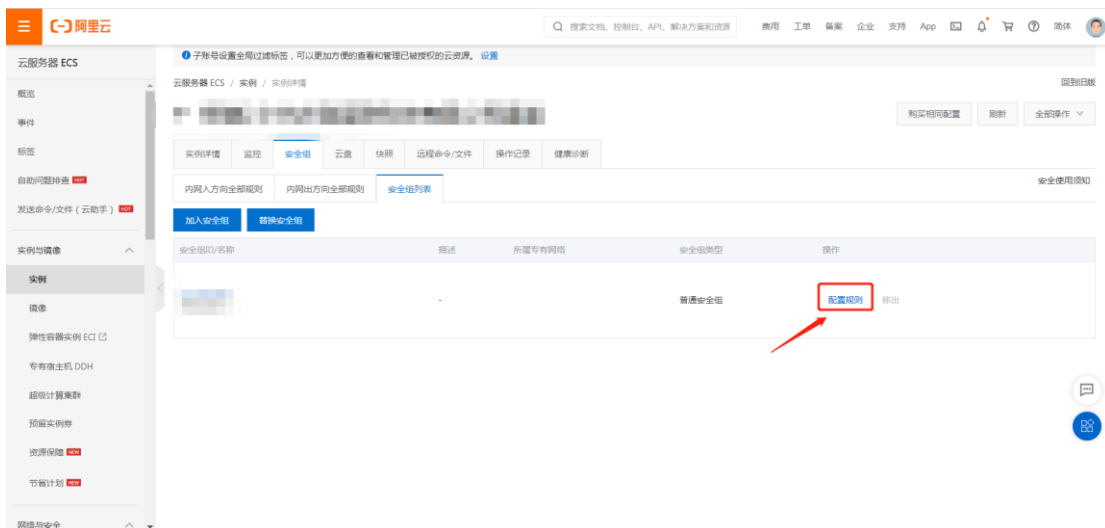 阿里云
搜索文档、控制台、API、解决方案和资源
费用 工单 备案 企业 支持 App 简体
云服务器 ECS
概览
事件
标签
自助问题排查 HOT
发送命令/文件（云助手） HOT
实例与镜像
实例
镜像
弹性容器实例 ECI
专有宿主机 DDH
超级计算集群
预留实例券
资源保障 NEW
节省计划 NEW
网络与安全
子账号设置全局过滤标签，可以更加方便的查看和管理已被授权的云资源。 设置
云服务器 ECS / 实例 / 实例详情
回到旧版
购买相同配置 刷新 全部操作
实例详情 监控 安全组 云盘 快照 远程命令/文件 操作记录 健康诊断
内网入方向全部规则 内网出方向全部规则 安全组列表
安全使用须知
加入安全组 替换安全组
安全组ID/名称 描述 所属专有网络 安全组类型 操作
- 普通安全组 配置规则 移出